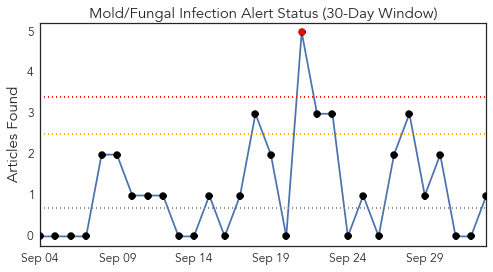 Mold/Fungal Infection Alert Status (30-Day Window)
Articles Found
5
4
3
2
1
0
Sep 04 Sep 09 Sep 14 Sep 19 Sep 24 Sep 29